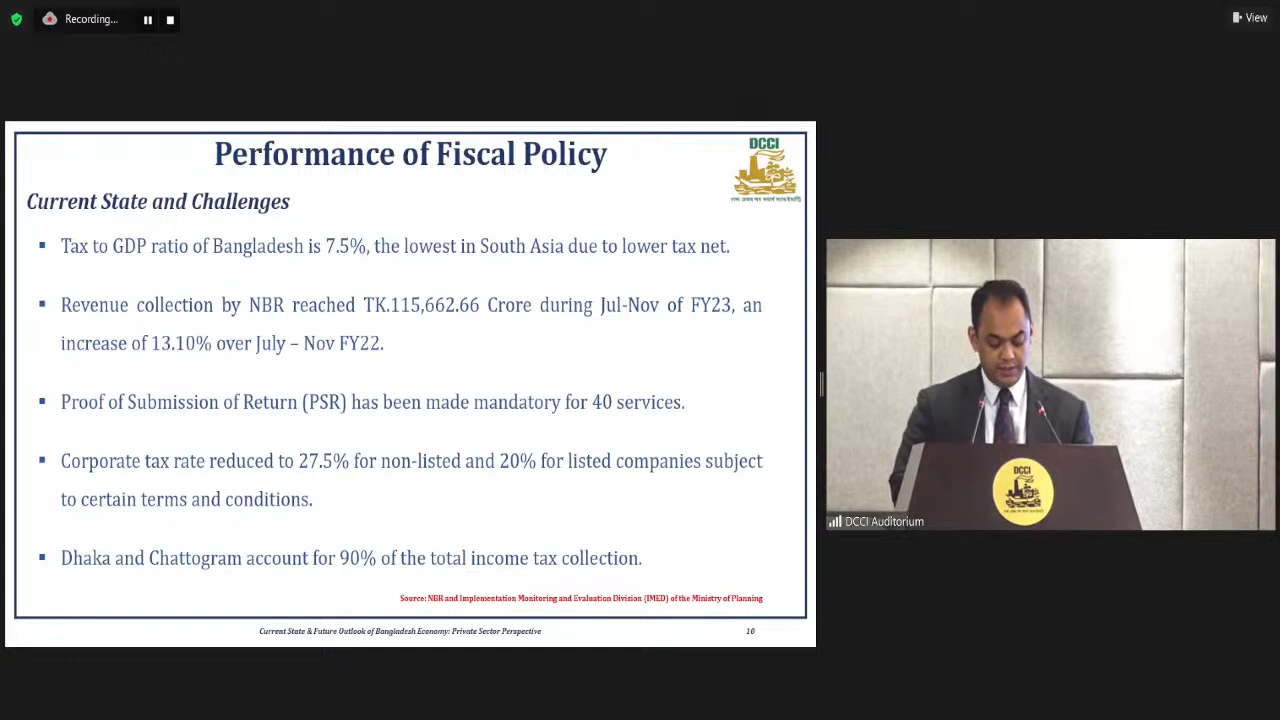 Recording...
View
Performance of Fiscal Policy
DCCI
Current State and Challenges
▪ Tax to GDP ratio of Bangladesh is 7.5%, the lowest in South Asia due to lower tax net.
▪ Revenue collection by NBR reached TK.115,662.66 Crore during Jul-Nov of FY23, an
increase of 13.10% over July – Nov FY22.
▪ Proof of Submission of Return (PSR) has been made mandatory for 40 services.
▪ Corporate tax rate reduced to 27.5% for non-listed and 20% for listed companies subject
to certain terms and conditions.
▪ Dhaka and Chattogram account for 90% of the total income tax collection.
Source: NBR and Implementation Monitoring and Evaluation Division (IMED) of the Ministry of Planning
Current State & Future Outlook of Bangladesh Economy: Private Sector Perspective
10
DCCI
DCCI Auditorium